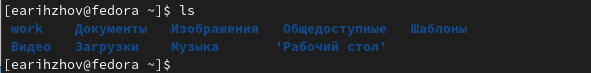 [earihzhov@fedora ~]$ ls
work Документы Изображения Общедоступные Шаблоны
Видео Загрузки Музыка 'Рабочий стол'
[earihzhov@fedora ~]$